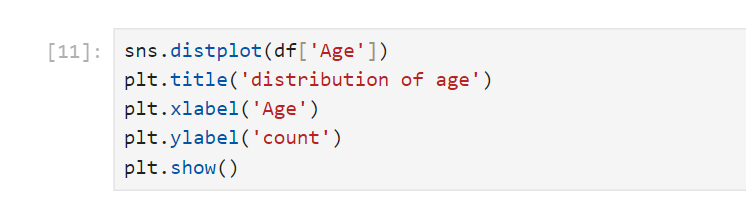 [11]: sns.distplot(df['Age'])
plt.title('distribution of age')
plt.xlabel('Age')
plt.ylabel('count')
plt.show()